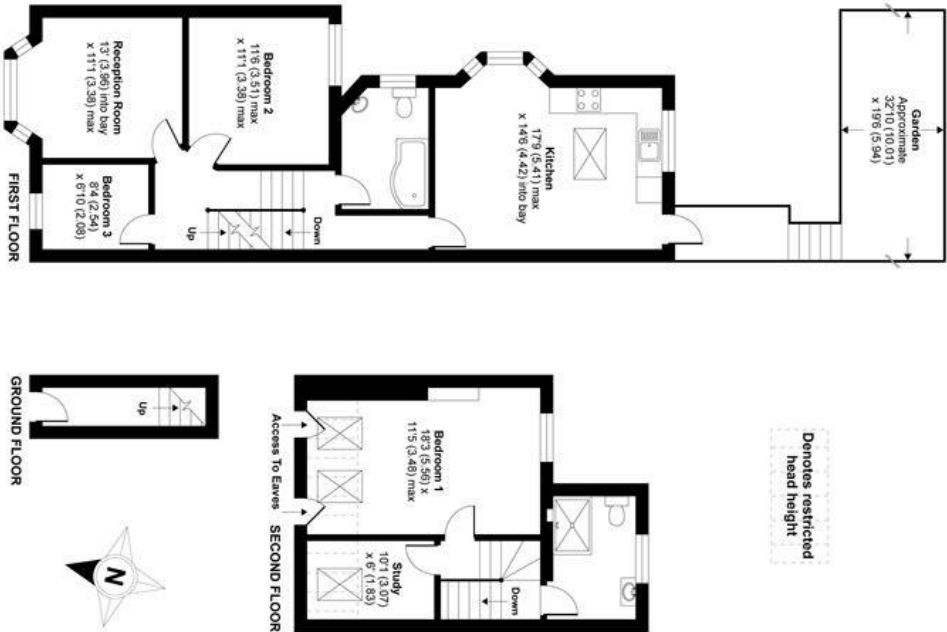 Garden
Approximate
32'10 (10.01)
x 19'6 (5.94)
Kitchen
17'9 (5.41) max
x 14'6 (4.42) into bay
Bedroom 2
11'6 (3.51) max
x 11'1 (3.38) max
Reception Room
13' (3.96) into bay
x 11'1 (3.38) max
Down
Up
Bedroom 3
8'4 (2.54)
x 6'10 (2.08)
FIRST FLOOR
Denotes restricted
head height
Bedroom 1
18'3 (5.56) x
11'5 (3.48) max
Access To Eaves
Down
Study
10'1 (3.07)
x 6' (1.83)
SECOND FLOOR
Up
GROUND FLOOR
N